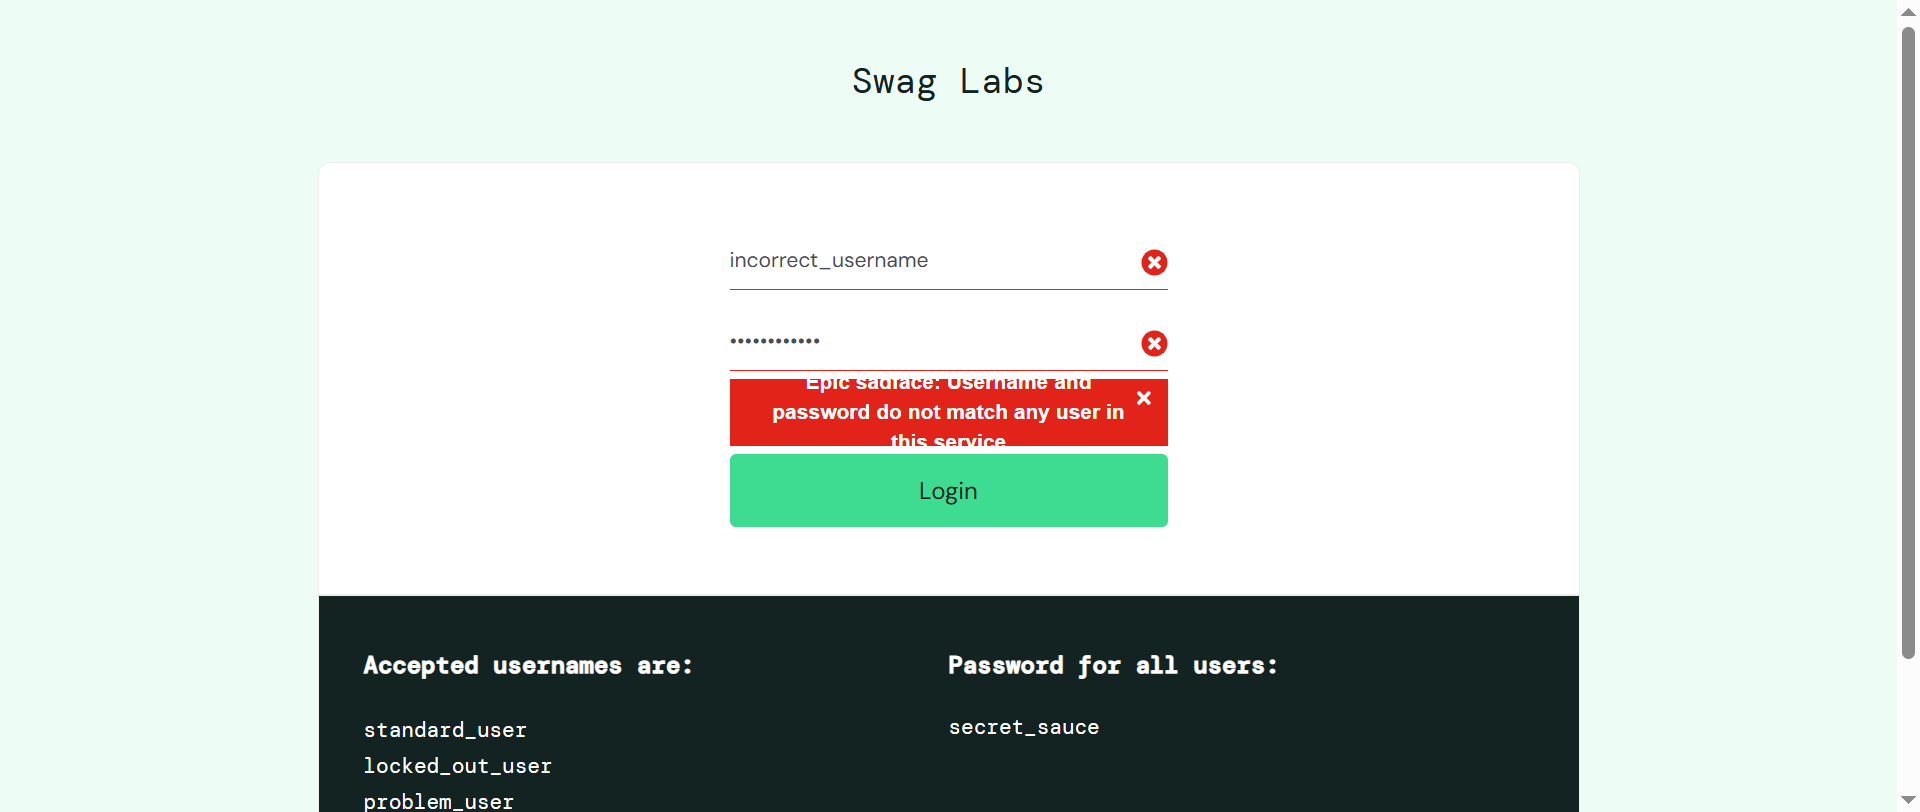 Swag Labs
incorrect_username
••••••••••••
Epic sadface: Username and
password do not match any user in
this service
Login
Accepted usernames are:
standard_user
locked_out_user
problem_user
Password for all users:
secret_sauce